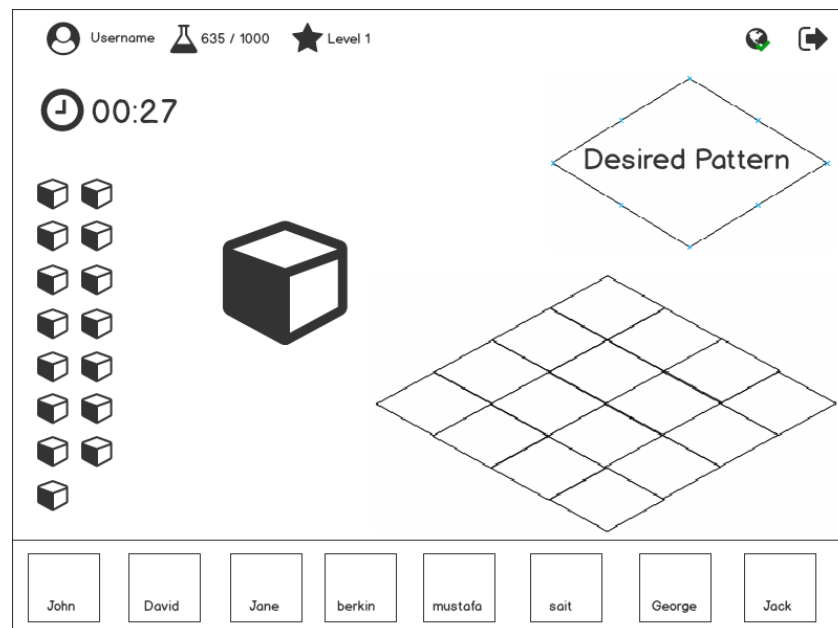 Username 635 / 1000 Level 1
00:27
Desired Pattern
John David Jane berkin mustafa sait George Jack